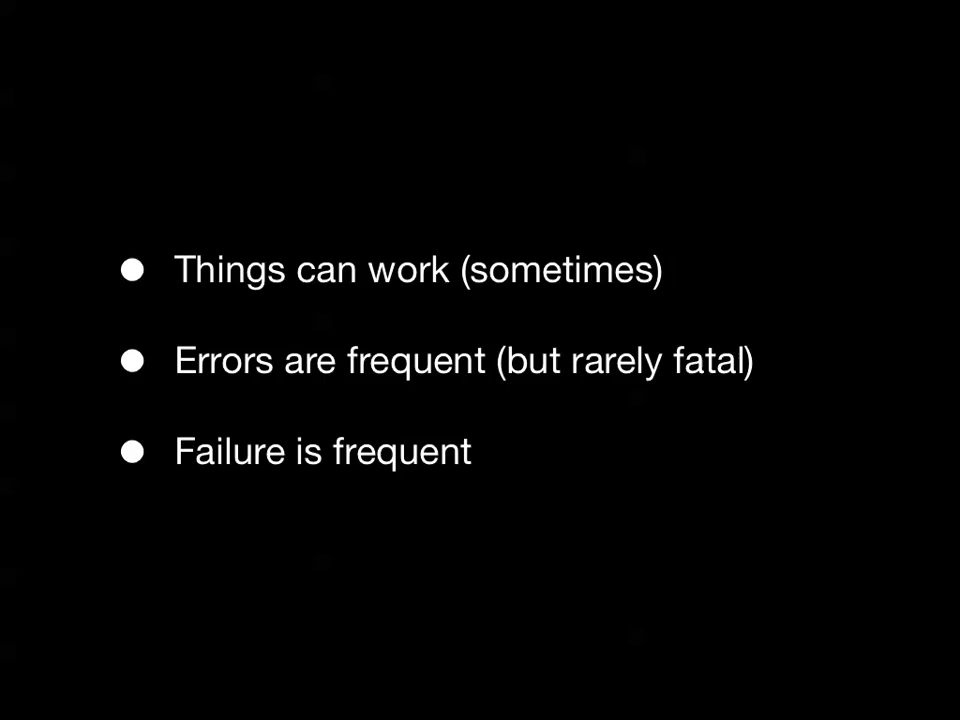 ● Things can work (sometimes)
● Errors are frequent (but rarely fatal)
● Failure is frequent